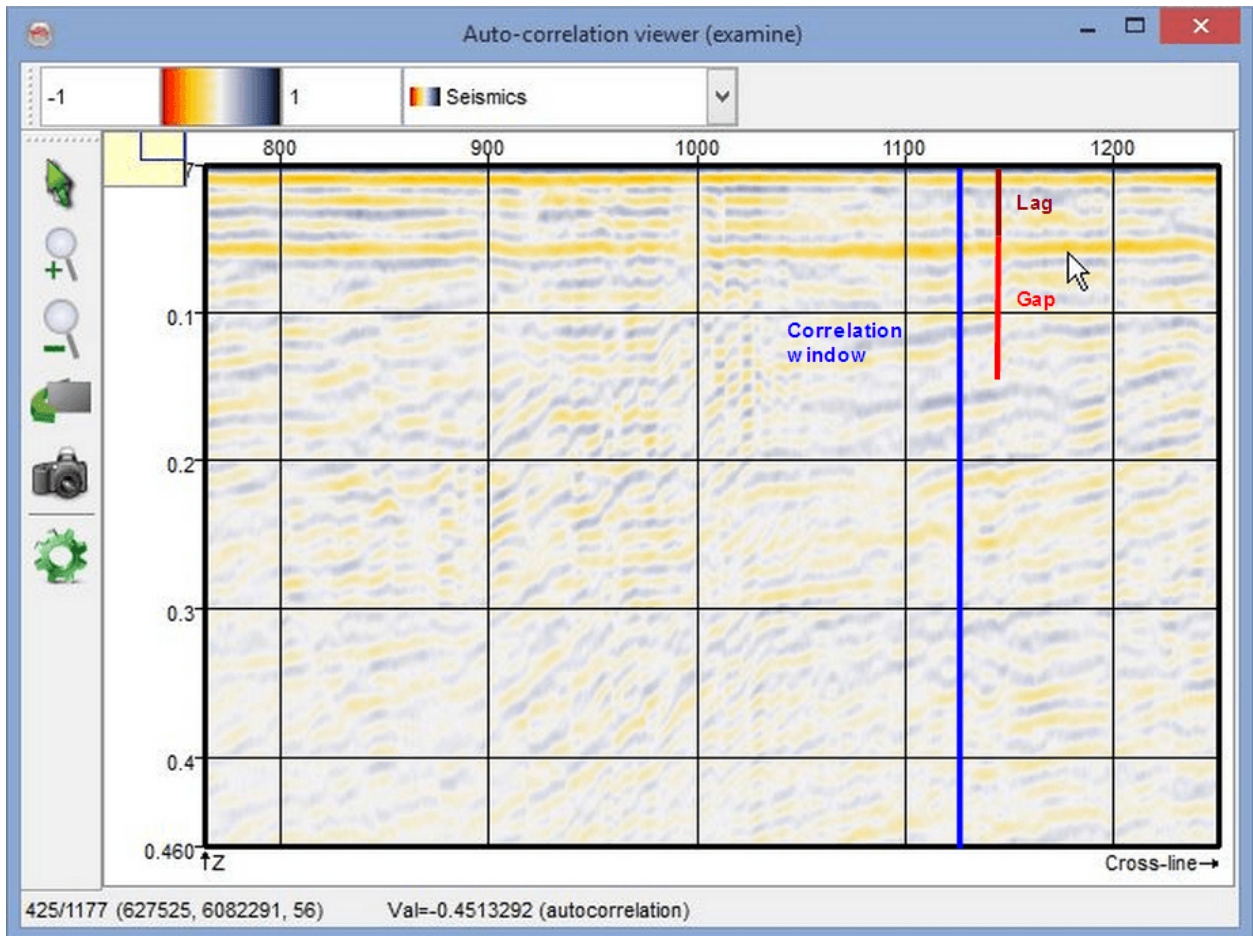 Auto-correlation viewer (examine)
-1
1
Seismics
800 900 1000 1100 1200
7
Lag
Gap
0.1
Correlation
window
0.2
0.3
0.4
0.460
Z
Cross-line
425/1177 (627525, 6082291, 56) Val=-0.4513292 (autocorrelation)